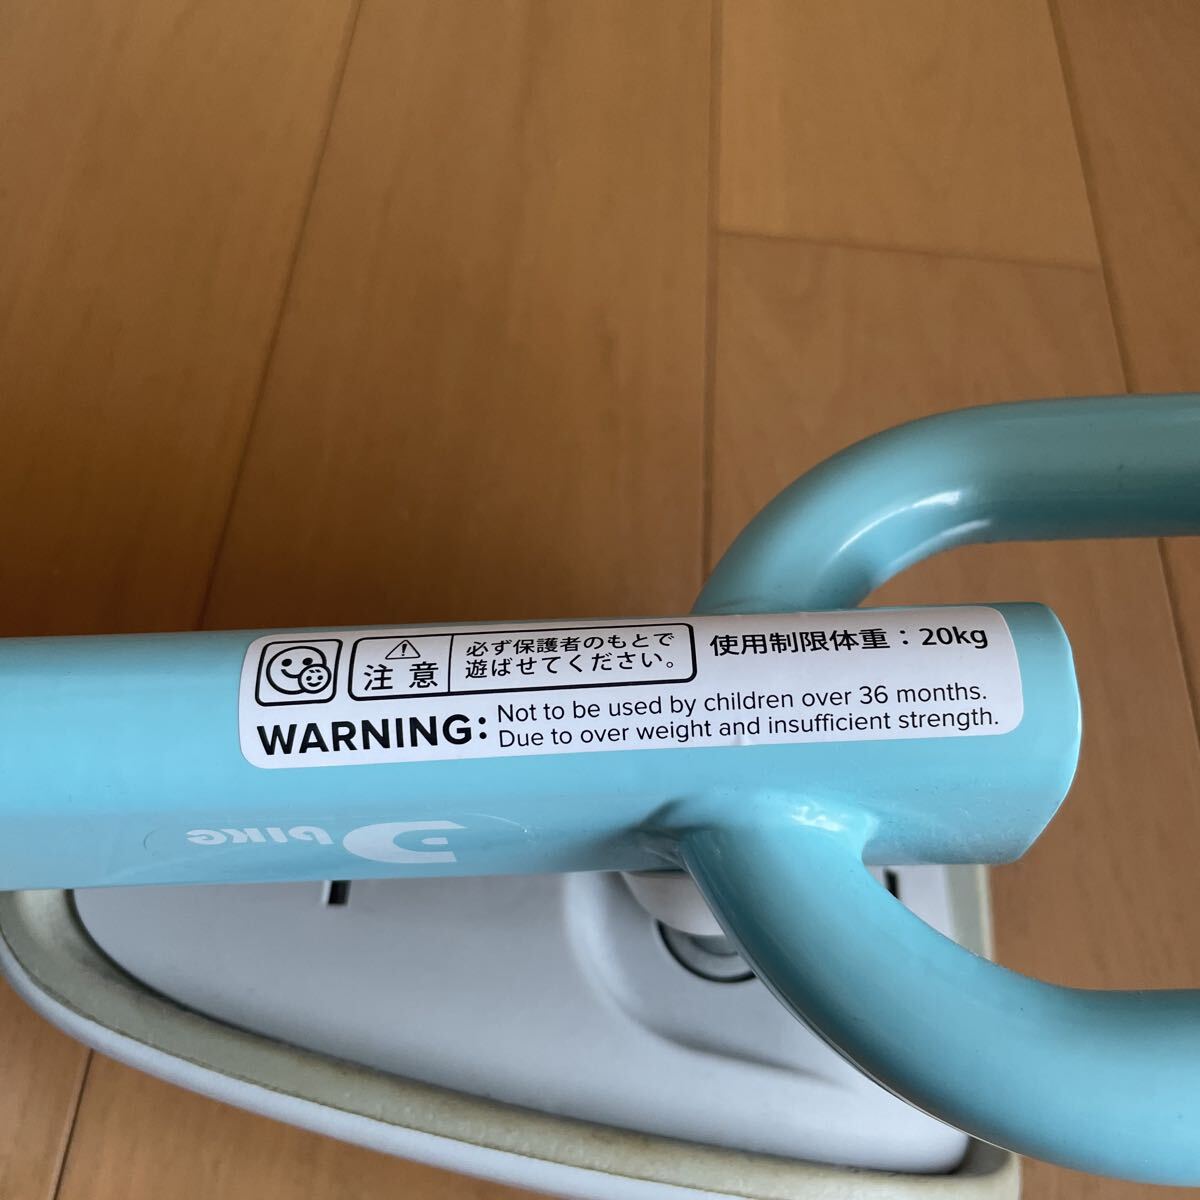 注意
必ず保護者のもとで
遊ばせてください。
使用制限体重：20kg
WARNING:
Not to be used by children over 36 months.
Due to over weight and insufficient strength.
D bike